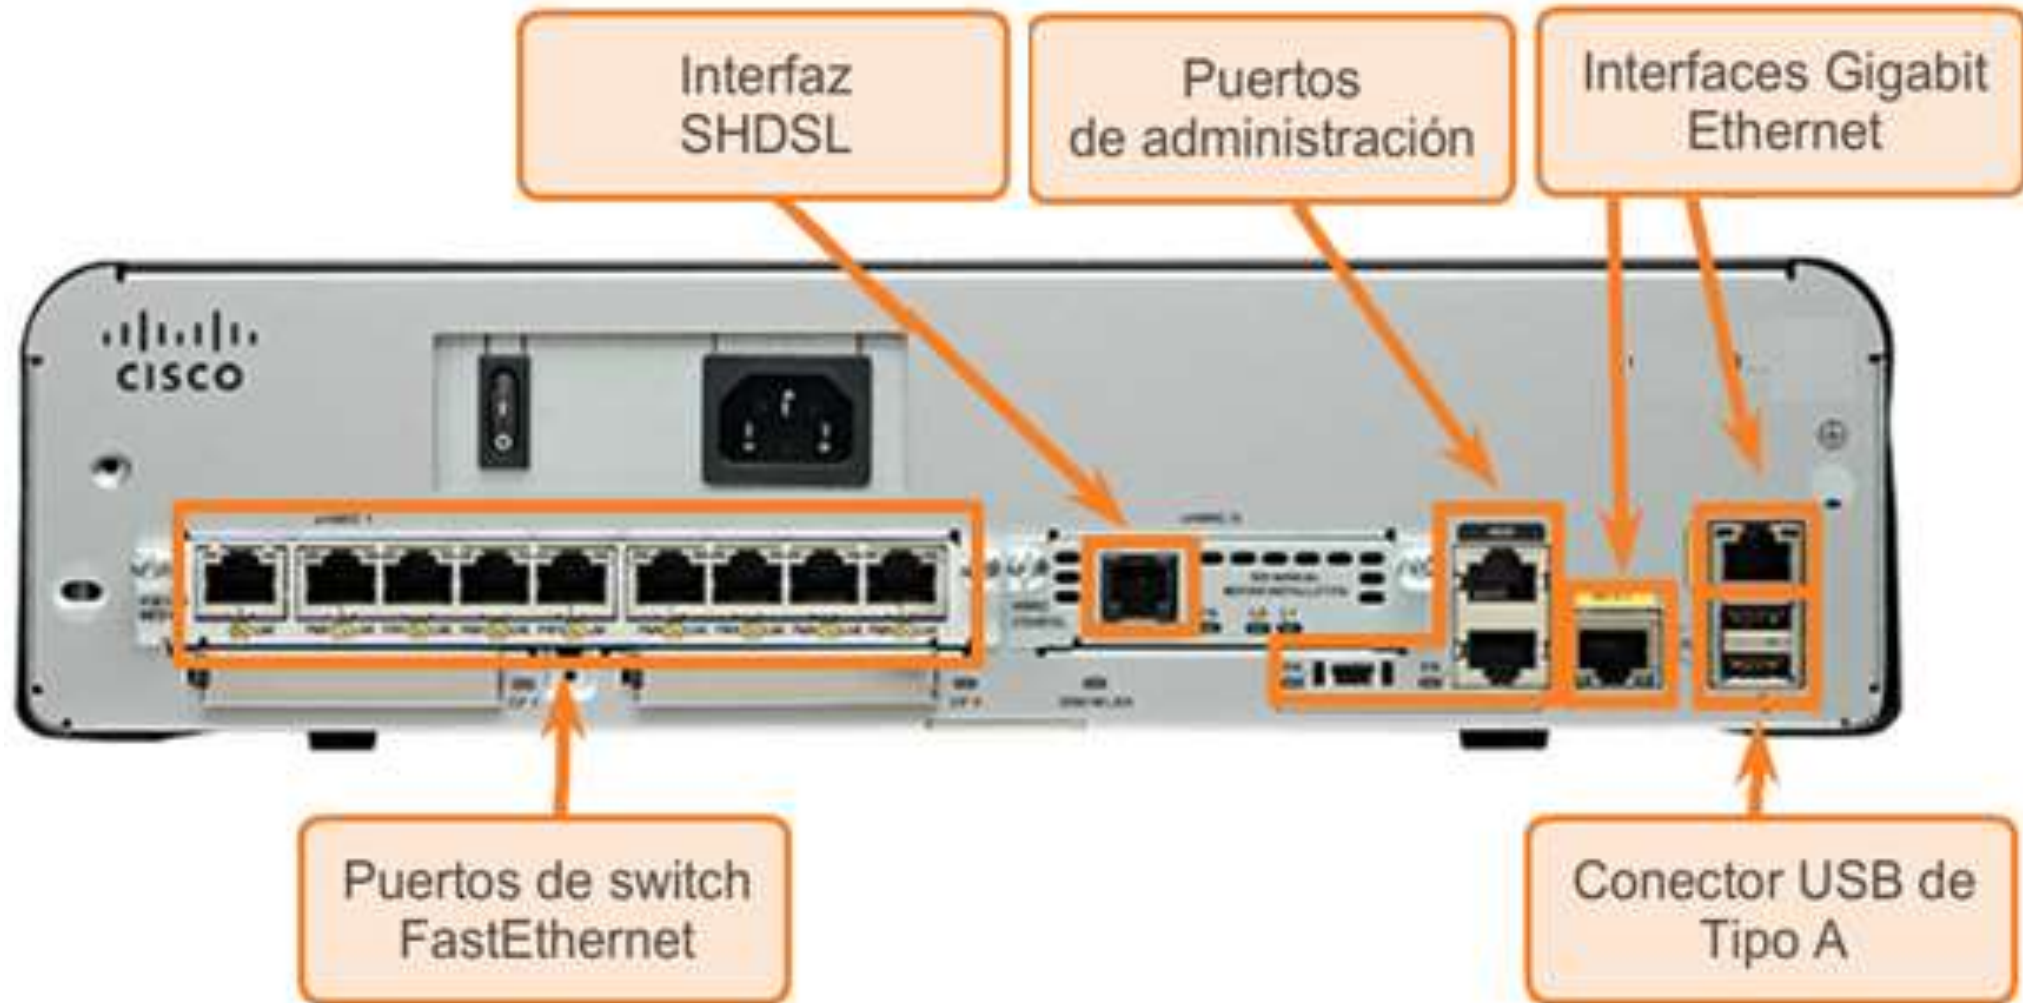 Interfaz
SHDSL
Puertos
de administración
Interfaces Gigabit
Ethernet
CISCO
Puertos de switch
FastEthernet
Conector USB de
Tipo A